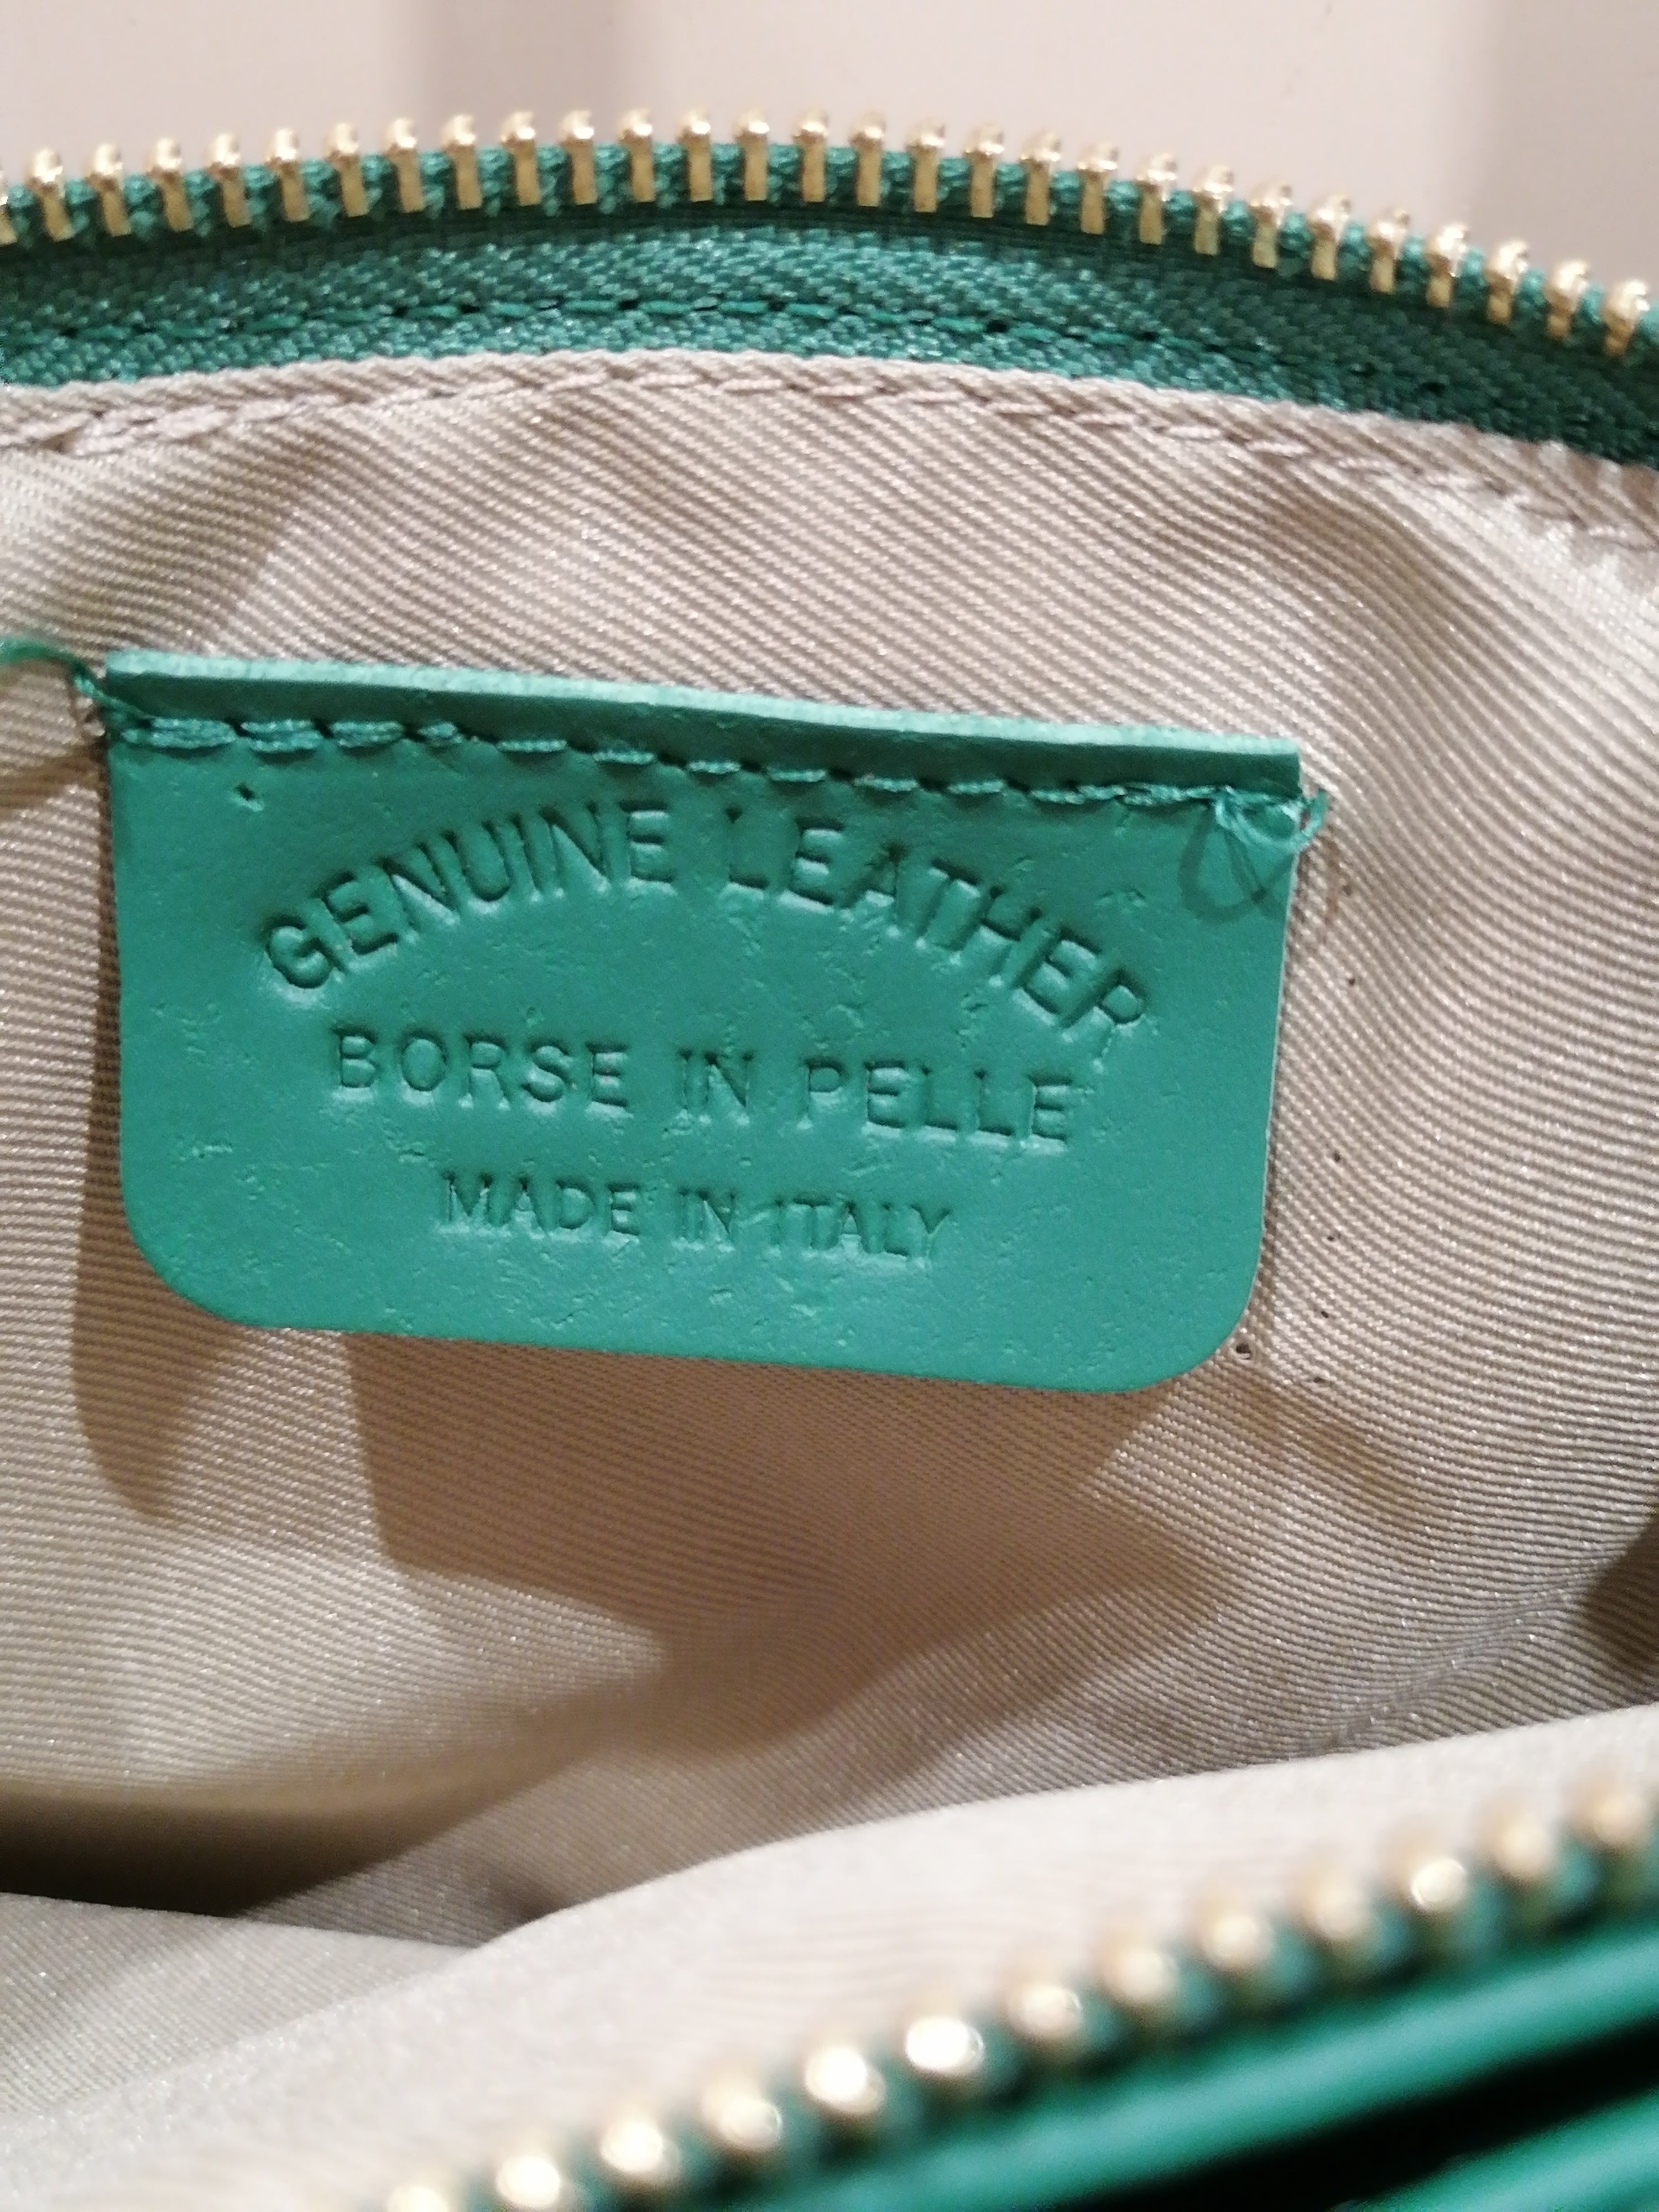 GENUINE LEATHER
BORSE IN PELLE
MADE IN ITALY